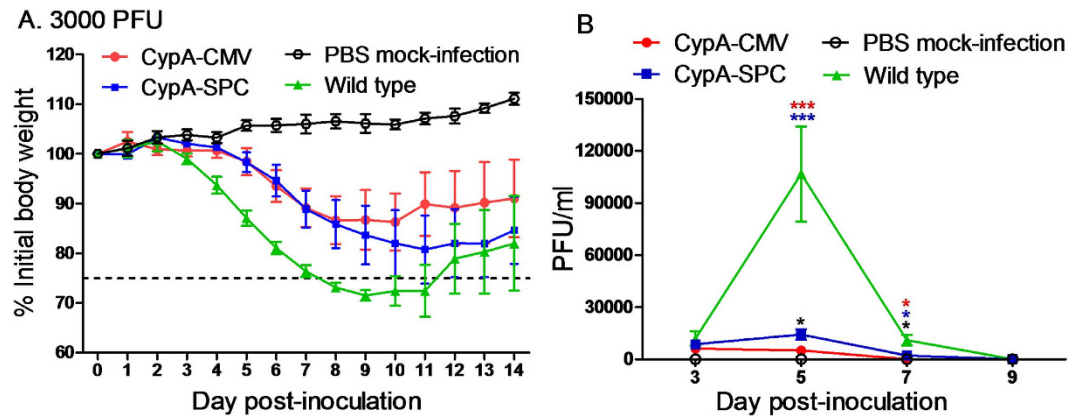 A. 3000 PFU
CypA-CMV PBS mock-infection
CypA-SPC Wild type
% Initial body weight
120
110
100
90
80
70
60
0 1 2 3 4 5 6 7 8 9 10 11 12 13 14
Day post-inoculation
B
CypA-CMV PBS mock-infection
CypA-SPC Wild type
PFU/ml
150000
120000
90000
60000
30000
0
***
***
*
*
*
*
3 5 7 9
Day post-inoculation